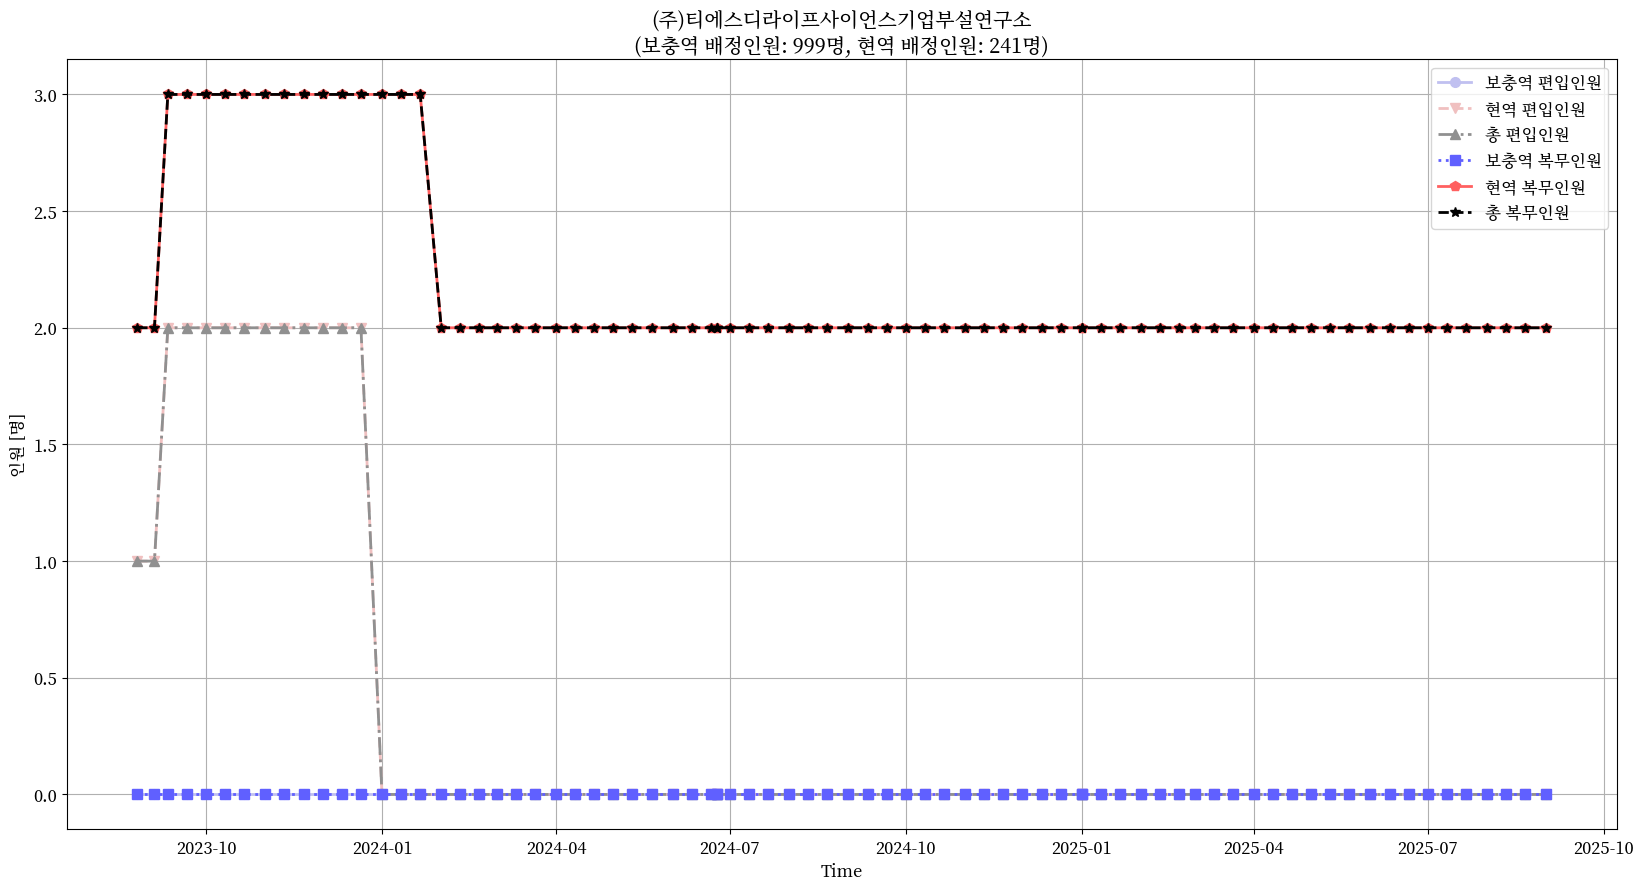 (주)티에스디라이프사이언스기업부설연구소
(보충역 배정인원: 999명, 현역 배정인원: 241명)
보충역 편입인원
현역 편입인원
총 편입인원
보충역 복무인원
현역 복무인원
총 복무인원
3.0
2.5
2.0
1.5
1.0
0.5
0.0
인원 [명]
2023-10
2024-01
2024-04
2024-07
2024-10
2025-01
2025-04
2025-07
2025-10
Time